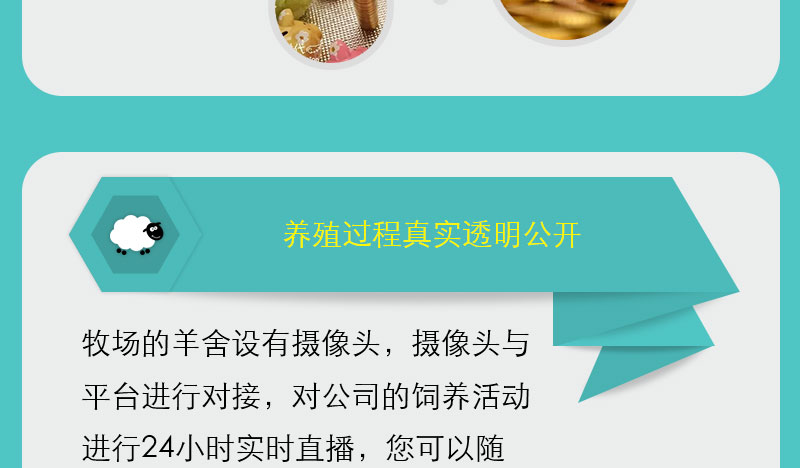 养殖过程真实透明公开
牧场的羊舍设有摄像头，摄像头与
平台进行对接，对公司的饲养活动
进行24小时实时直播，您可以随